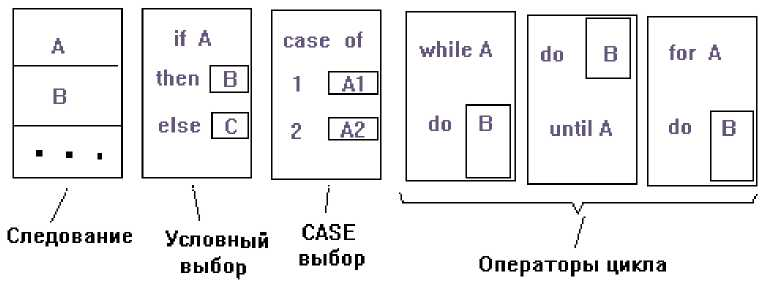 A
B
. . .
Следование
if A
then B
else C
Условный
выбор
case of
1 A1
2 A2
CASE
выбор
while A
do B
do B
until A
for A
do B
Операторы цикла